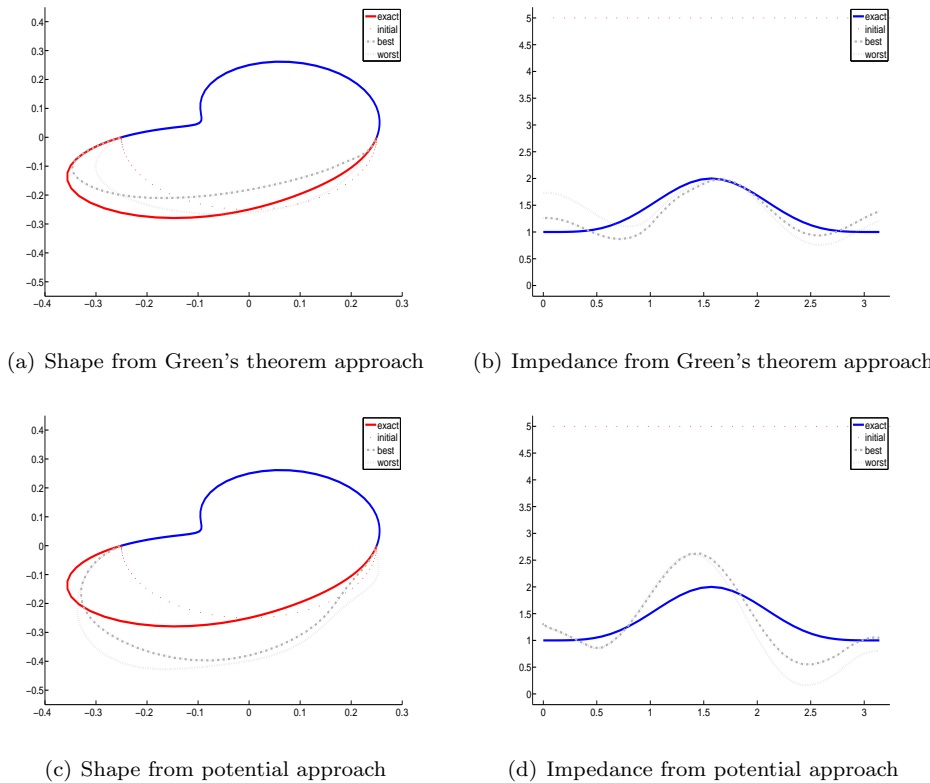 0.4
0.3
0.2
0.1
0
−0.1
−0.2
−0.3
−0.4
−0.5
−0.4 −0.3 −0.2 −0.1 0 0.1 0.2 0.3
exact
initial
best
worst
5
4.5
4
3.5
3
2.5
2
1.5
1
0.5
0
0 0.5 1 1.5 2 2.5 3
exact
initial
best
worst
(a) Shape from Green's theorem approach
(b) Impedance from Green's theorem approach
0.4
0.3
0.2
0.1
0
−0.1
−0.2
−0.3
−0.4
−0.5
−0.4 −0.3 −0.2 −0.1 0 0.1 0.2 0.3
exact
initial
best
worst
5
4.5
4
3.5
3
2.5
2
1.5
1
0.5
0
0 0.5 1 1.5 2 2.5 3
exact
initial
best
worst
(c) Shape from potential approach
(d) Impedance from potential approach